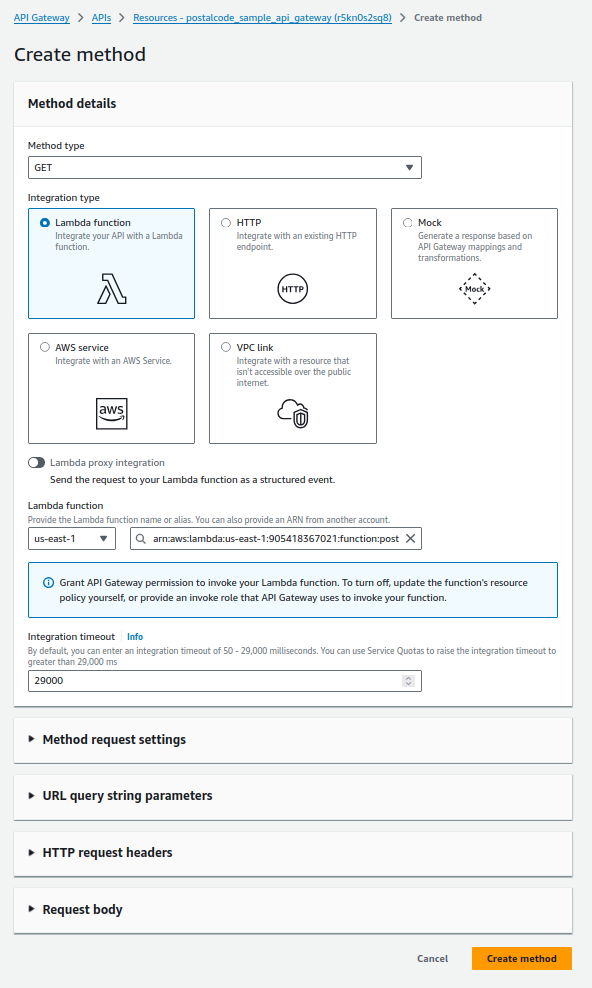 API Gateway > APIs > Resources - postalcode_sample_api_gateway (r5kn0s2sq8) > Create method
Create method
Method details
Method type
GET
Integration type
Lambda function
Integrate your API with a Lambda
function.
HTTP
Integrate with an existing HTTP
endpoint.
HTTP
Mock
Generate a response based on
API Gateway mappings and
transformations.
Mock
AWS service
Integrate with an AWS Service.
aws
VPC link
Integrate with a resource that
isn't accessible over the public
internet.
Lambda proxy integration
Send the request to your Lambda function as a structured event.
Lambda function
Provide the Lambda function name or alias. You can also provide an ARN from another account.
us-east-1
arn:aws:lambda:us-east-1:905418367021:function:post
Grant API Gateway permission to invoke your Lambda function. To turn off, update the function's resource
policy yourself, or provide an invoke role that API Gateway uses to invoke your function.
Integration timeout Info
By default, you can enter an integration timeout of 50 - 29,000 milliseconds. You can use Service Quotas to raise the integration timeout to
greater than 29,000 ms
29000
Method request settings
URL query string parameters
HTTP request headers
Request body
Cancel
Create method